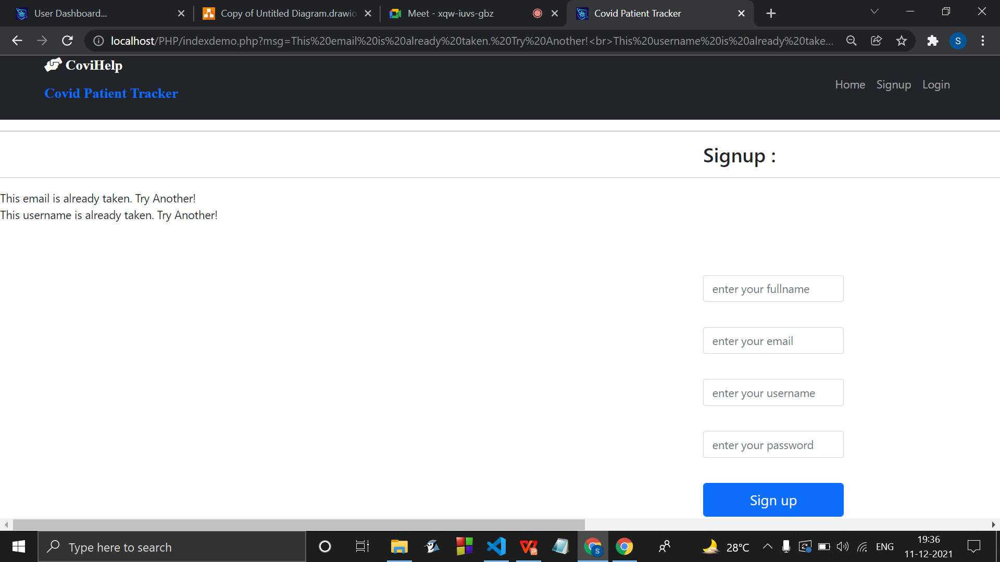 User Dashboard...
Copy of Untitled Diagram.drawio
Meet - xqw-iuvs-gbz
Covid Patient Tracker
localhost/PHP/indexdemo.php?msg=This%20email%20is%20already%20taken.%20Try%20Another!<br>This%20username%20is%20already%20take...
S
CoviHelp
Covid Patient Tracker
Home Signup Login
Signup :
This email is already taken. Try Another!
This username is already taken. Try Another!
enter your fullname
enter your email
enter your username
enter your password
Sign up
Type here to search
S
28°C
ENG
19:36
11-12-2021